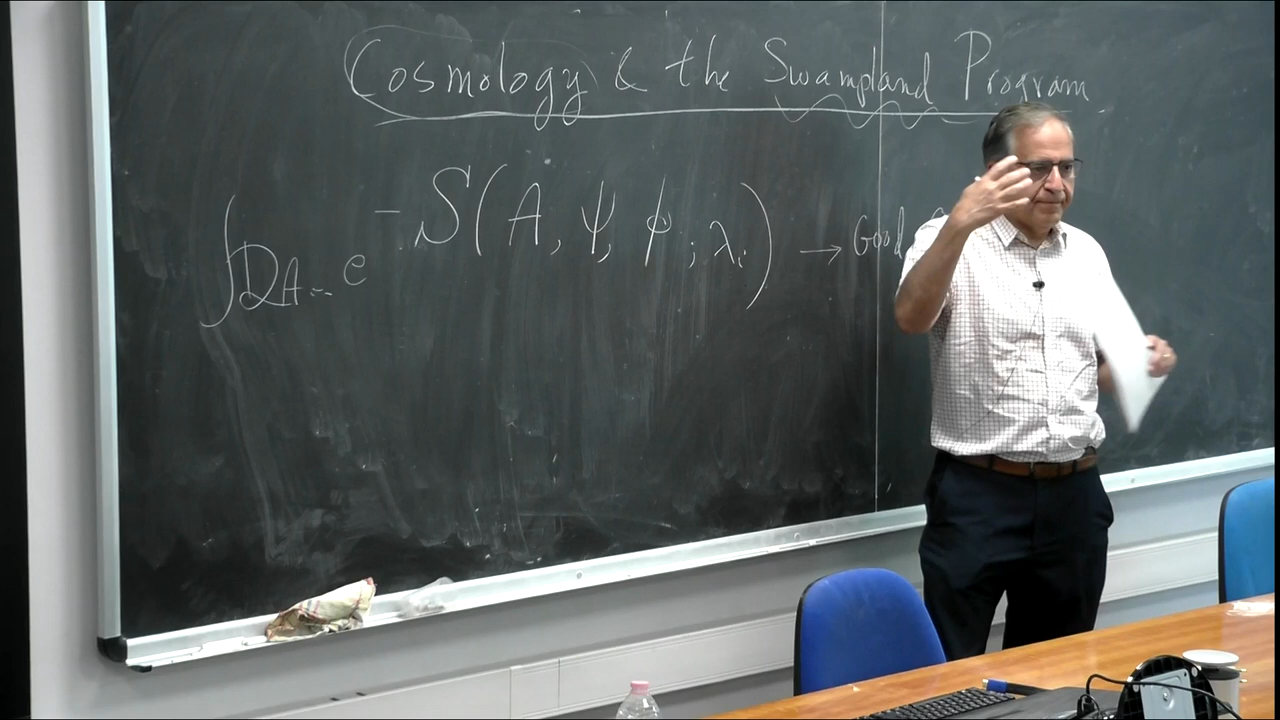 Cosmology & the Swampland Program
∫DA... e^{-S(A, ψ, φ; λᵢ)} → Good